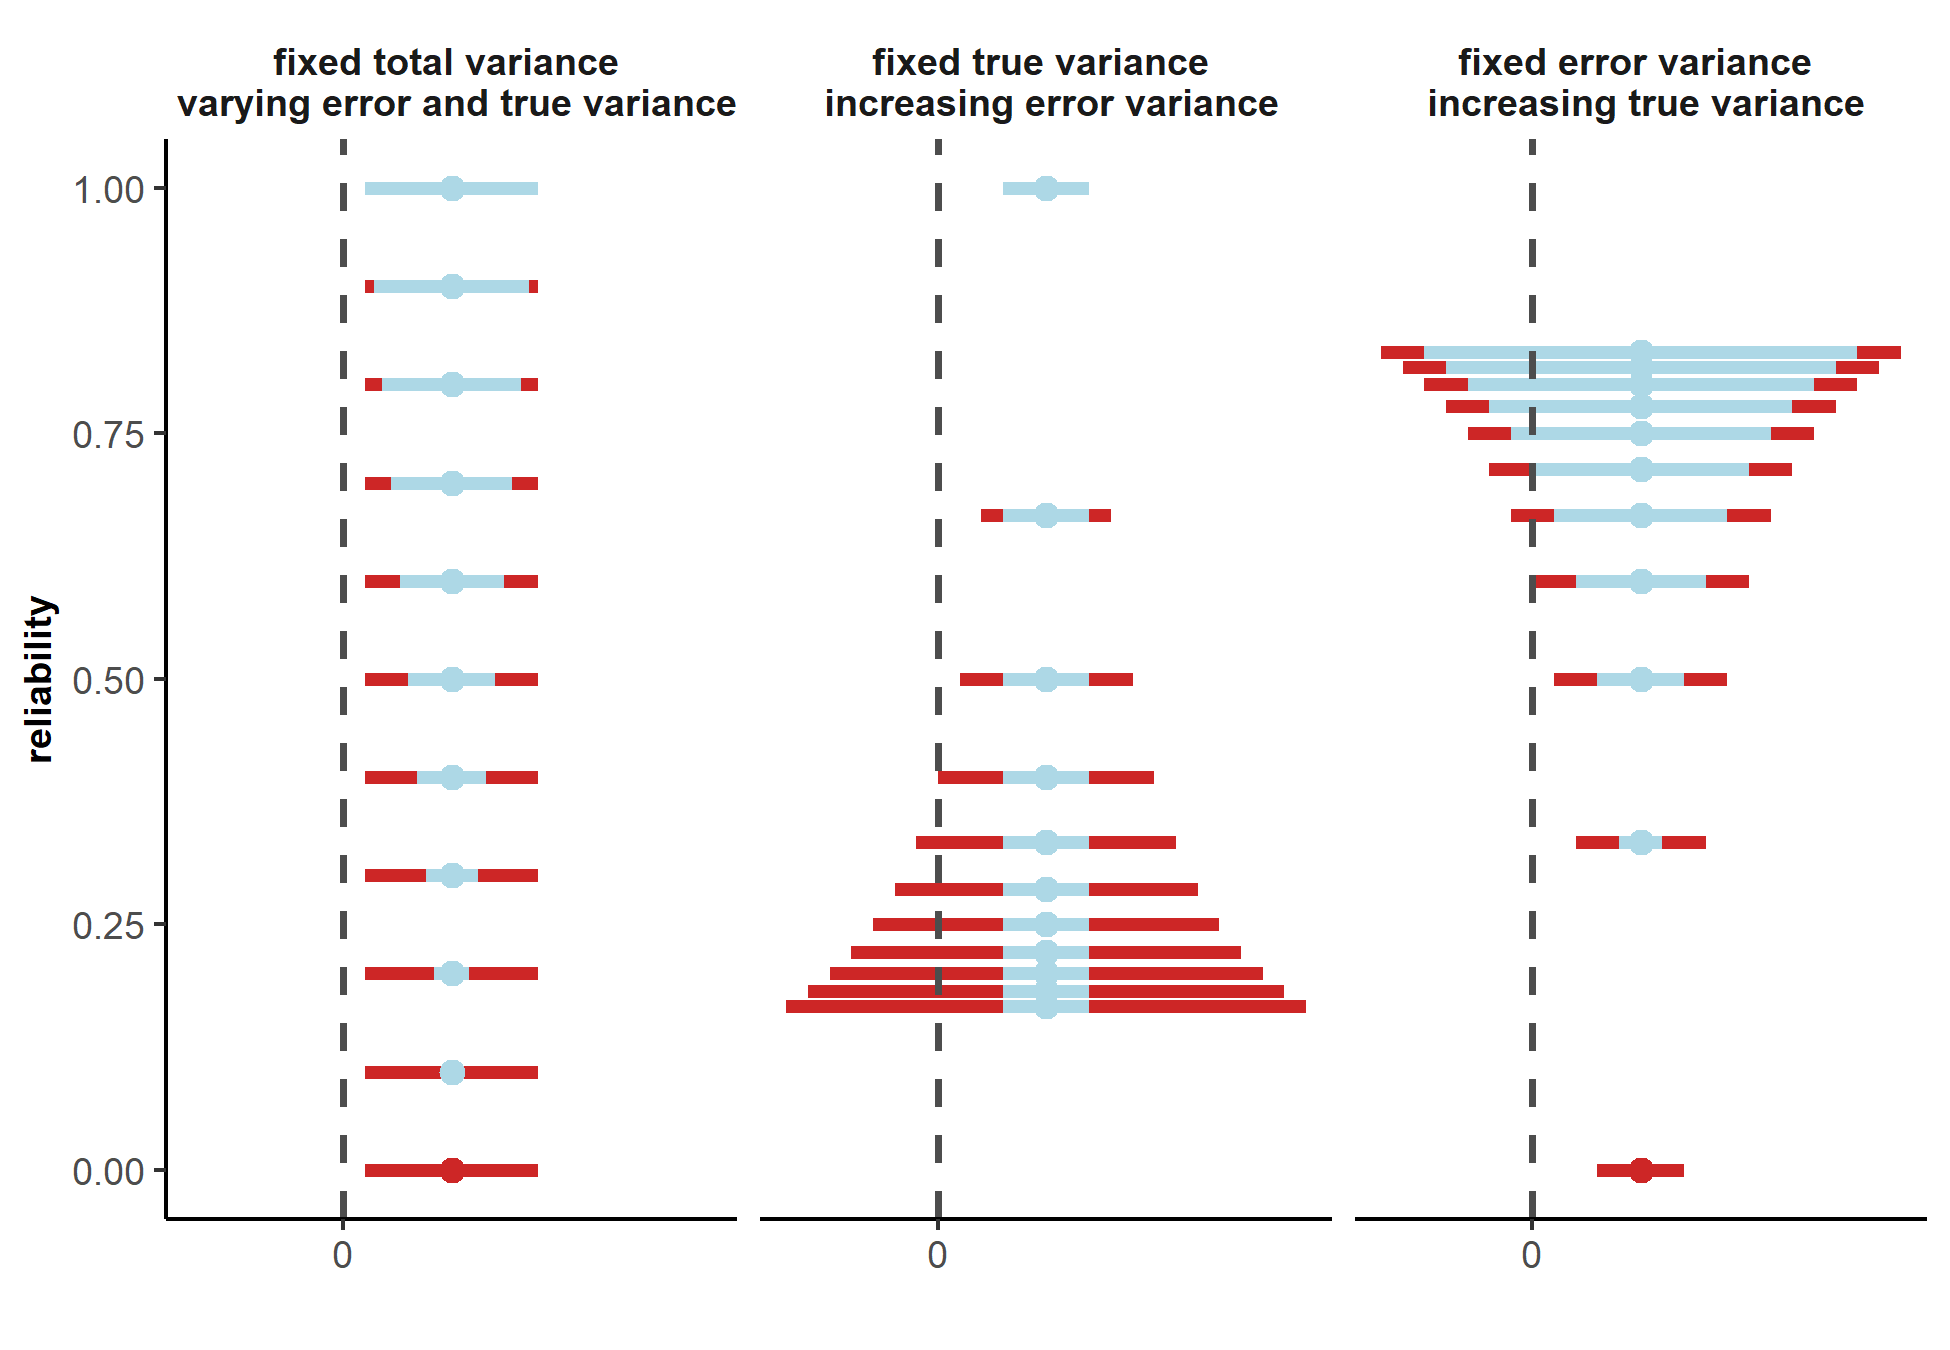 fixed total variance
varying error and true variance
fixed true variance
increasing error variance
fixed error variance
increasing true variance
reliability
1.00
0.75
0.50
0.25
0.00
0
0
0